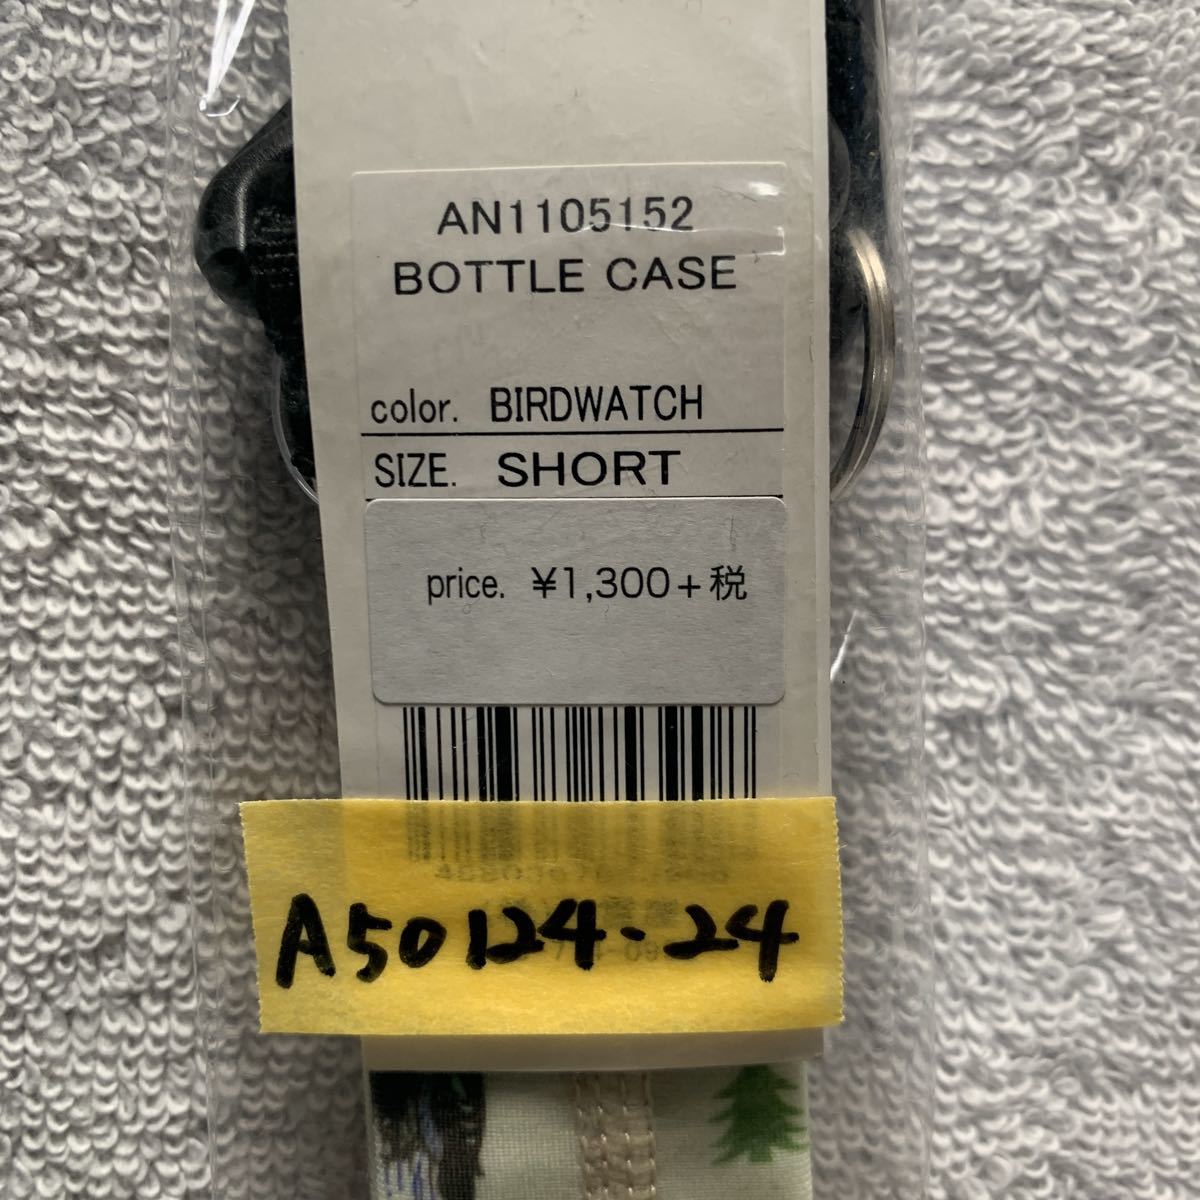 AN1105152
BOTTLE CASE
color. BIRDWATCH
SIZE. SHORT
price. ¥1,300+税
A50124-24